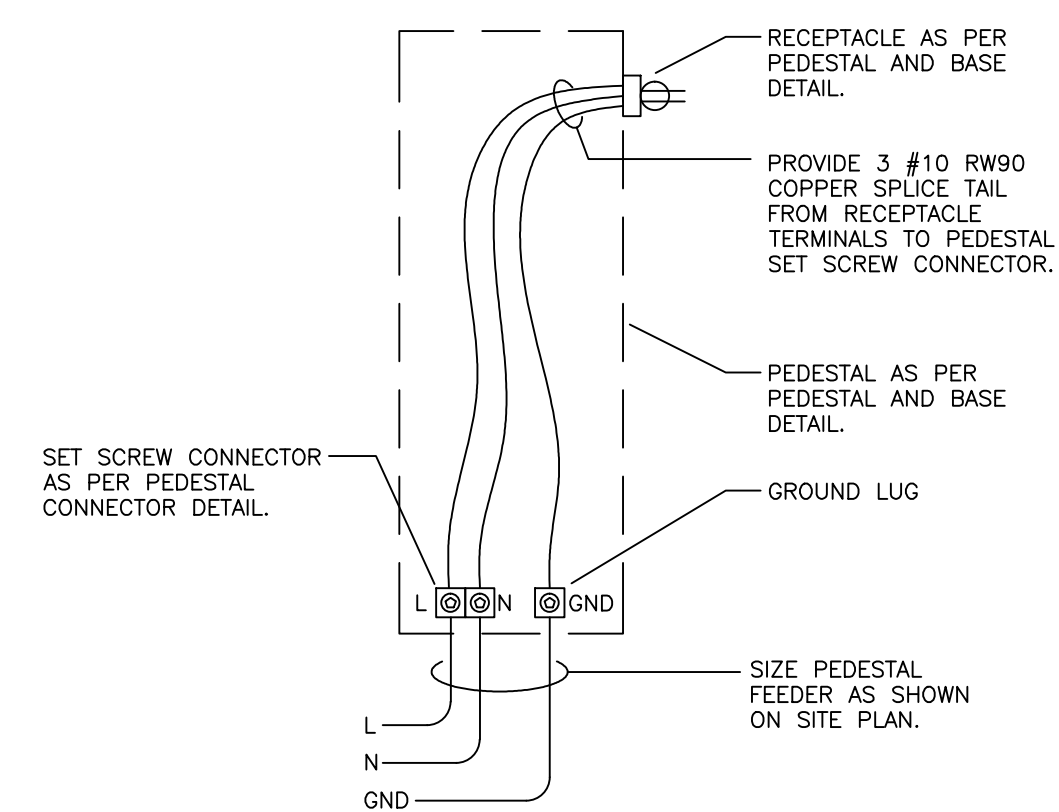 RECEPTACLE AS PER
PEDESTAL AND BASE
DETAIL.
PROVIDE 3 #10 RW90
COPPER SPLICE TAIL
FROM RECEPTACLE
TERMINALS TO PEDESTAL
SET SCREW CONNECTOR.
PEDESTAL AS PER
PEDESTAL AND BASE
DETAIL.
SET SCREW CONNECTOR
AS PER PEDESTAL
CONNECTOR DETAIL.
GROUND LUG
L N GND
SIZE PEDESTAL
FEEDER AS SHOWN
ON SITE PLAN.
L
N
GND